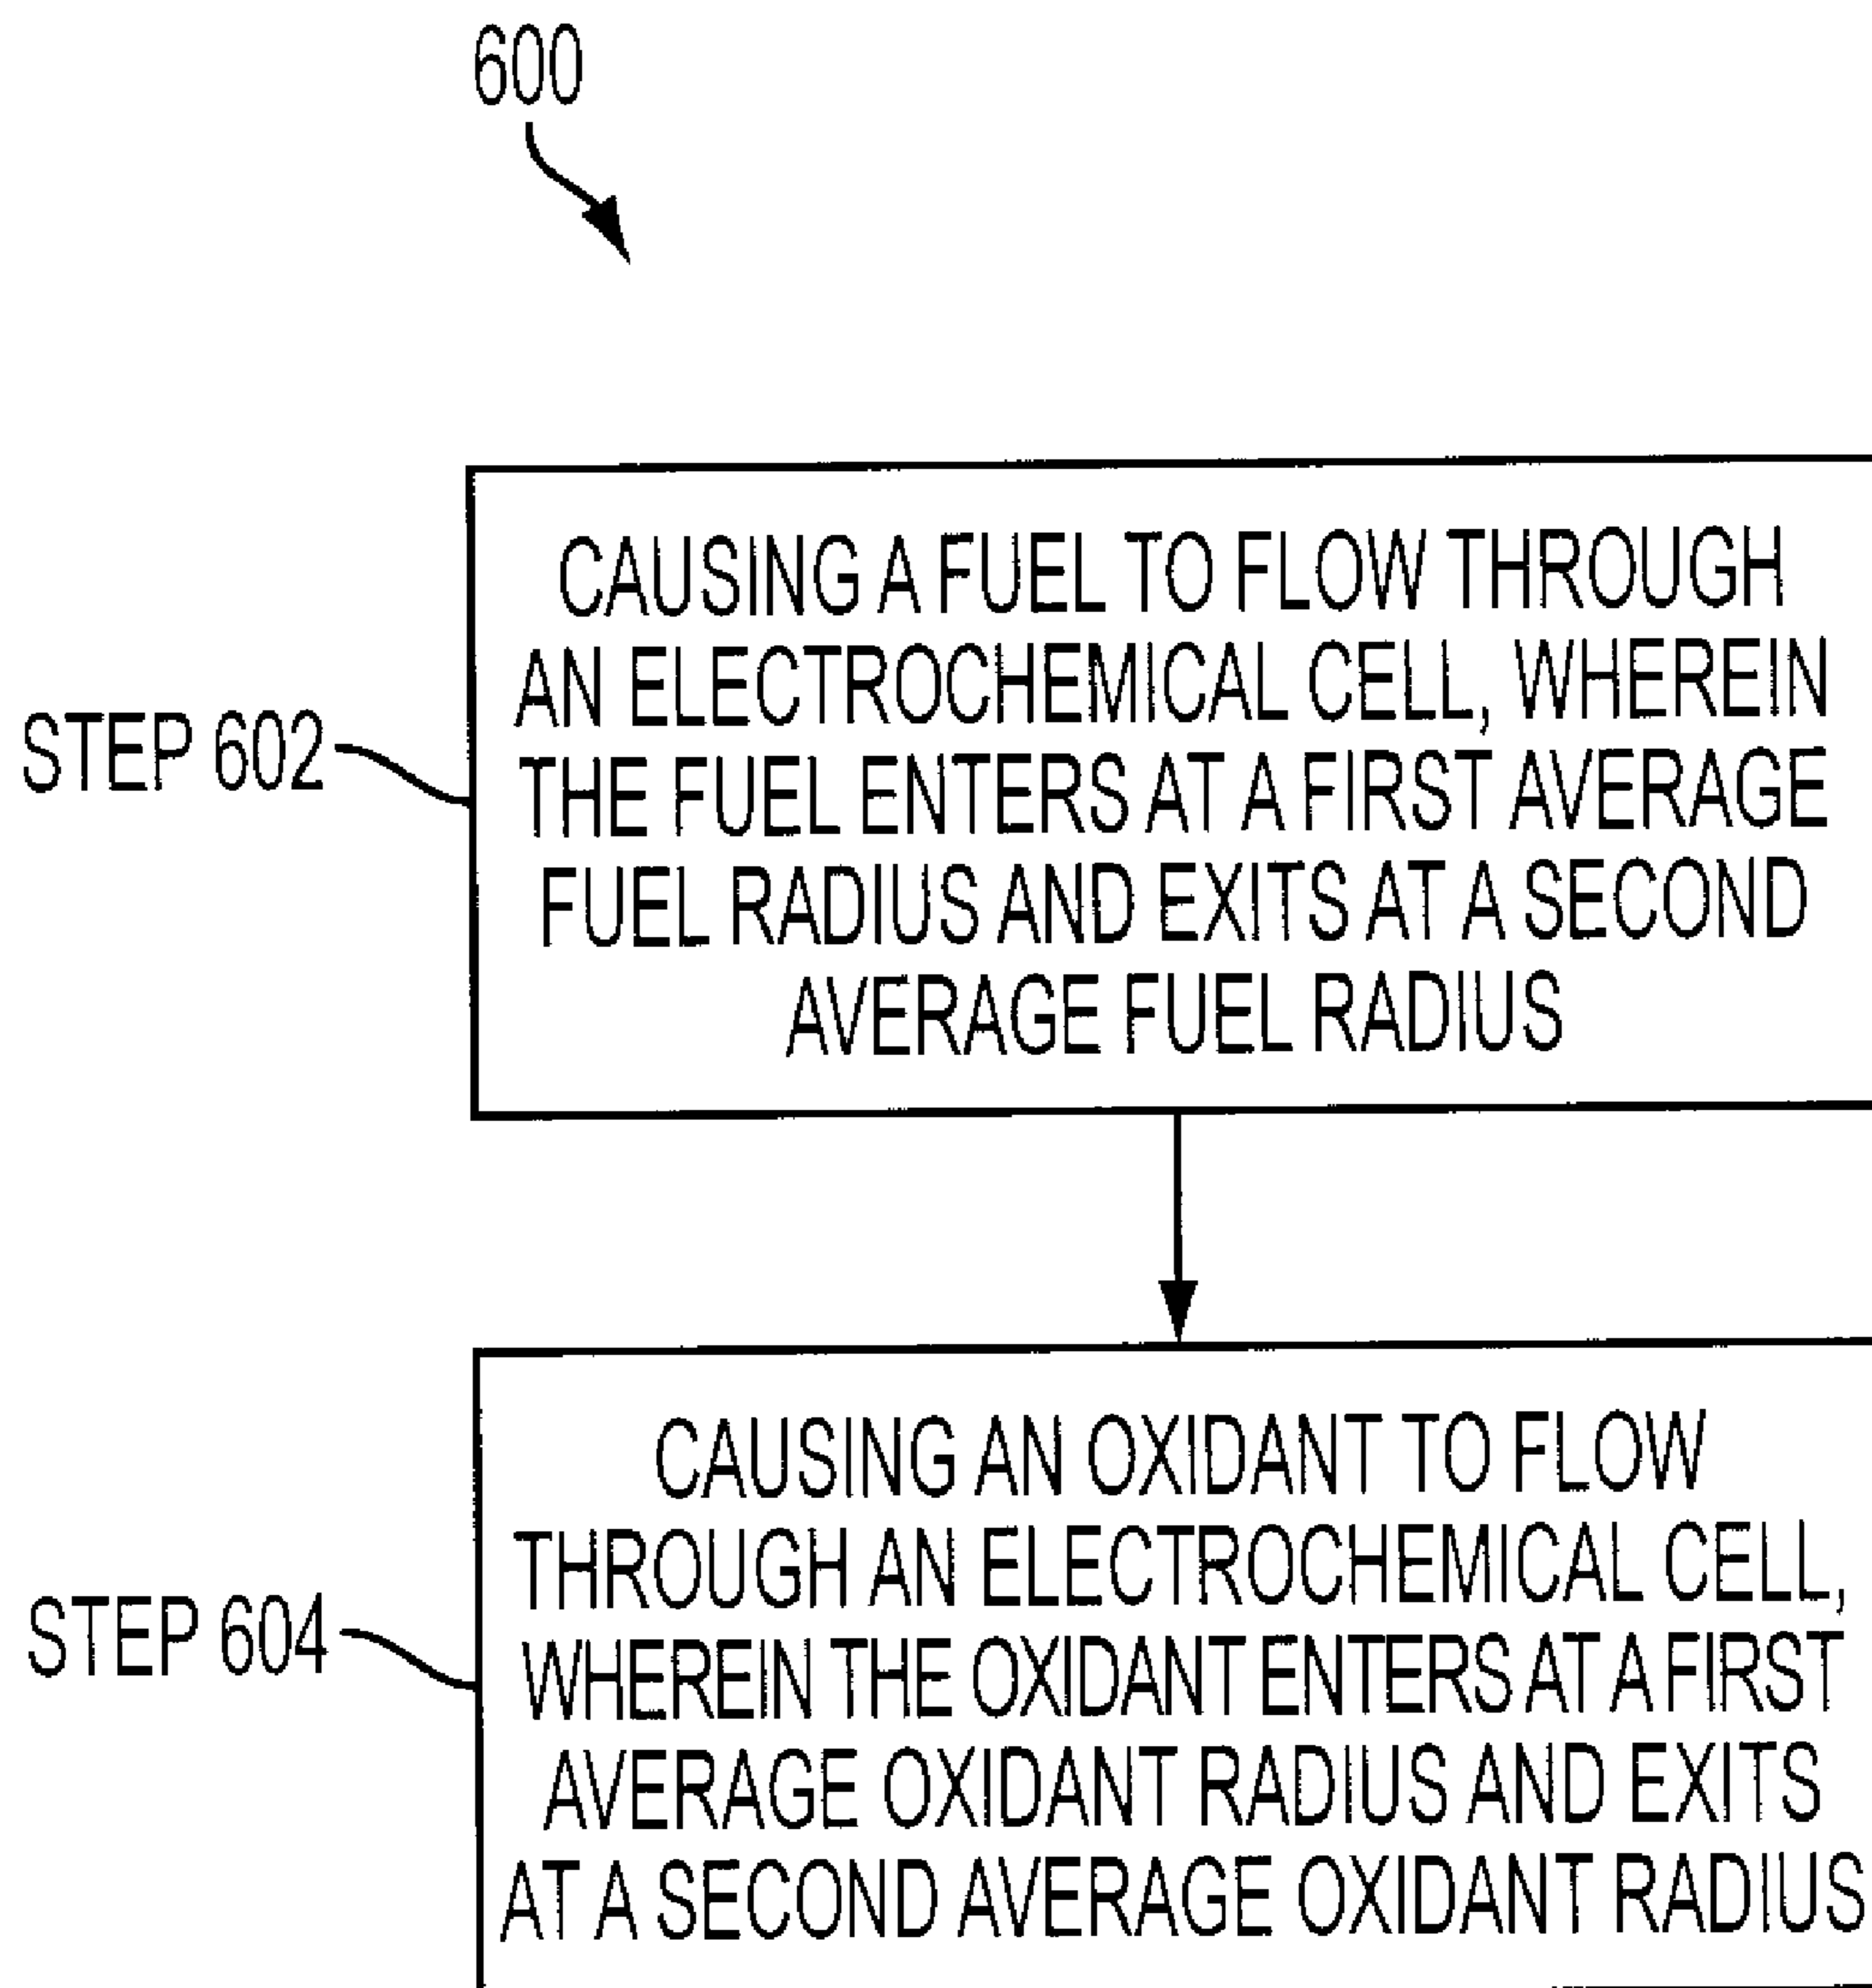 600
CAUSING A FUEL TO FLOW THROUGH
AN ELECTROCHEMICAL CELL, WHEREIN
THE FUEL ENTERS AT A FIRST AVERAGE
FUEL RADIUS AND EXITS AT A SECOND
AVERAGE FUEL RADIUS
STEP 602
CAUSING AN OXIDANT TO FLOW
THROUGH AN ELECTROCHEMICAL CELL,
WHEREIN THE OXIDANT ENTERS AT A FIRST
AVERAGE OXIDANT RADIUS AND EXITS
AT A SECOND AVERAGE OXIDANT RADIUS
STEP 604